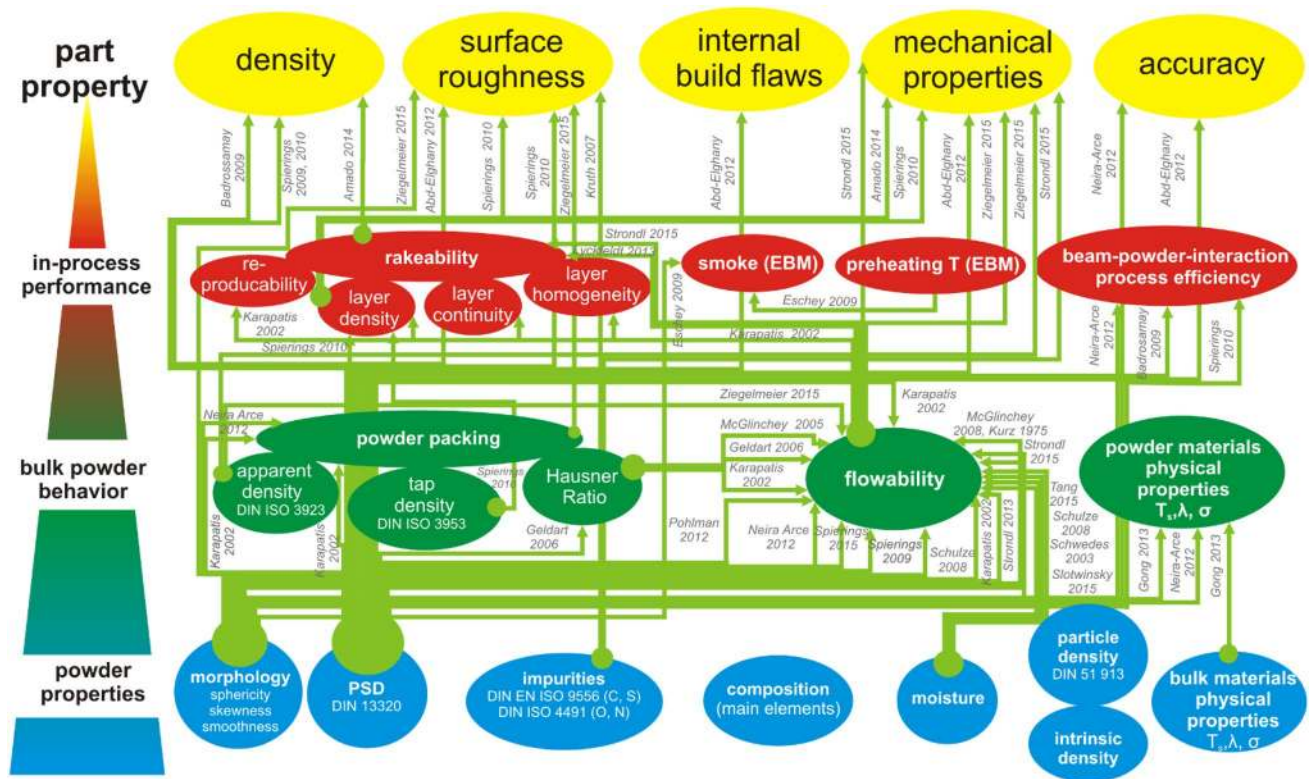 part
property
density
surface
roughness
internal
build flaws
mechanical
properties
accuracy
Badrossamay
2009
Spierings
2009, 2010
Amado 2014
Ziegelmeier 2015
Abd-Elghany 2012
Spierings 2010
Spierings
2010
Ziegelmeier 2015
Kruth 2007
Abd-Elghany
2012
Strondl 2015
Amado 2014
Spierings
2010
Abd-Elghany
2012
Ziegelmeier 2015
Ziegelmeier 2015
Strondl 2015
Neira-Arce
2012
Abd-Elghany
2012
in-process
performance
re-
producability
rakeability
layer
density
layer
continuity
layer
homogeneity
Strondl 2015
smoke (EBM)
preheating T (EBM)
beam-powder-interaction
process efficiency
Eschey 2009
Eschey 2009
Karapatis
2002
Spierings 2010
Karapatis 2002
Neira-Arce
2012
Badrosamay
2009
Spierings
2010
bulk powder
behavior
Neira Arce
2012
powder packing
apparent
density
DIN ISO 3923
tap
density
DIN ISO 3953
Spierings
2010
Hausner
Ratio
Ziegelmeier 2015
McGlinchey 2005
Geldart 2006
Karapatis
2002
Karapatis
2002
flowability
McGlinchey
2008, Kurz 1975
Strondl
2015
Tang
2015
Schulze
2008
Schwedes
2003
Slotwinsky
2015
powder materials
physical
properties
Tₛ,λ, σ
Karapatis
2002
Karapatis
2002
Geldart
2006
Pohlman
2012
Neira Arce
2012
Spierings
2015
Spierings
2009
Schulze
2008
Karapatis 2002
Strondl 2013
Gong 2013
Neira-Arce
2012
Gong 2013
powder
properties
morphology
sphericity
skewness
smoothness
PSD
DIN 13320
impurities
DIN EN ISO 9556 (C, S)
DIN ISO 4491 (O, N)
composition
(main elements)
moisture
particle
density
DIN 51 913
intrinsic
density
bulk materials
physical
properties
Tₛ,λ, σ